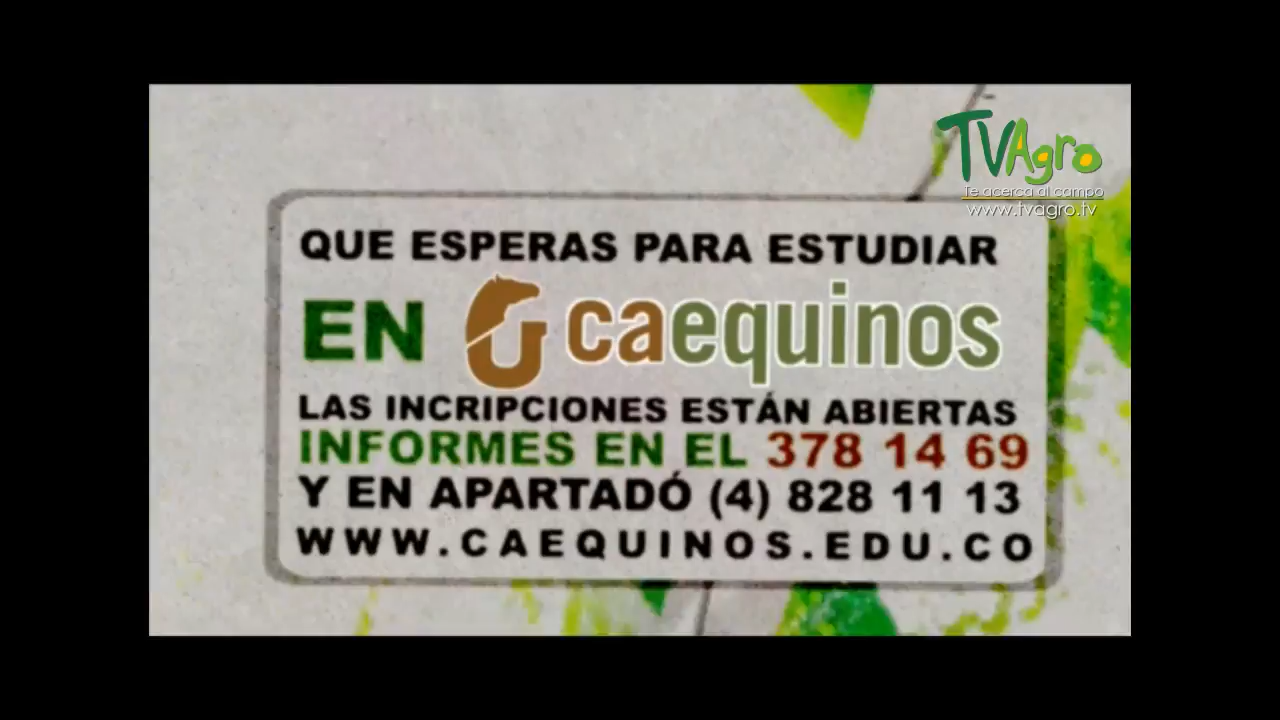 TVAgro
Te acerca al campo
www.tvagro.tv
QUE ESPERAS PARA ESTUDIAR
EN caequinos
LAS INCRIPCIONES ESTÁN ABIERTAS
INFORMES EN EL 378 14 69
Y EN APARTADÓ (4) 828 11 13
WWW.CAEQUINOS.EDU.CO